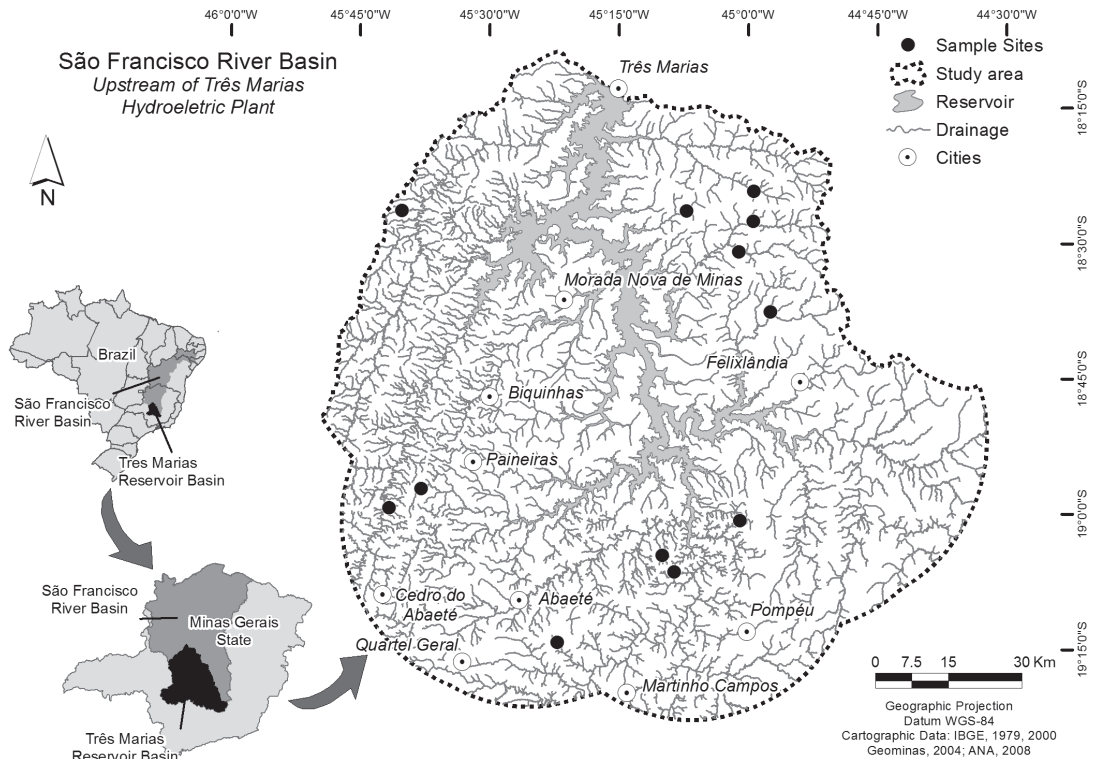 46°0'0"W
45°45'0"W
45°30'0"W
45°15'0"W
45°0'0"W
44°45'0"W
44°30'0"W
São Francisco River Basin
Upstream of Três Marias
Hydroeletric Plant
N
Três Marias
Sample Sites
Study area
Reservoir
Drainage
Cities
18°15'0"S
18°30'0"S
18°45'0"S
19°0'0"S
19°15'0"S
Morada Nova de Minas
Felixlândia
Biquinhas
Paineiras
Cedro do
Abaeté
Abaeté
Pompéu
Quartel Geral
Martinho Campos
Brazil
São Francisco
River Basin
Tres Marias
Reservoir Basin
São Francisco
River Basin
Minas Gerais
State
Três Marias
Reservoir Basin
0 7.5 15 30 Km
Geographic Projection
Datum WGS-84
Cartographic Data: IBGE, 1979, 2000
Geominas, 2004; ANA, 2008